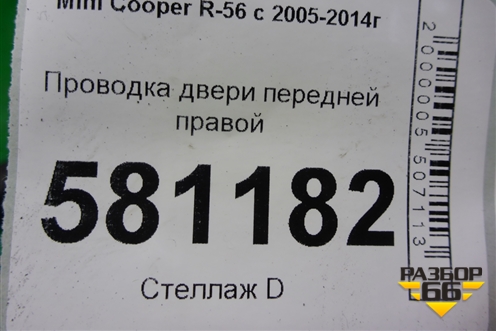 Mini Cooper R-56 с 2005-2014г
Проводка двери передней
правой
581182
Стеллаж D
2000005507113
РАЗБОР
66